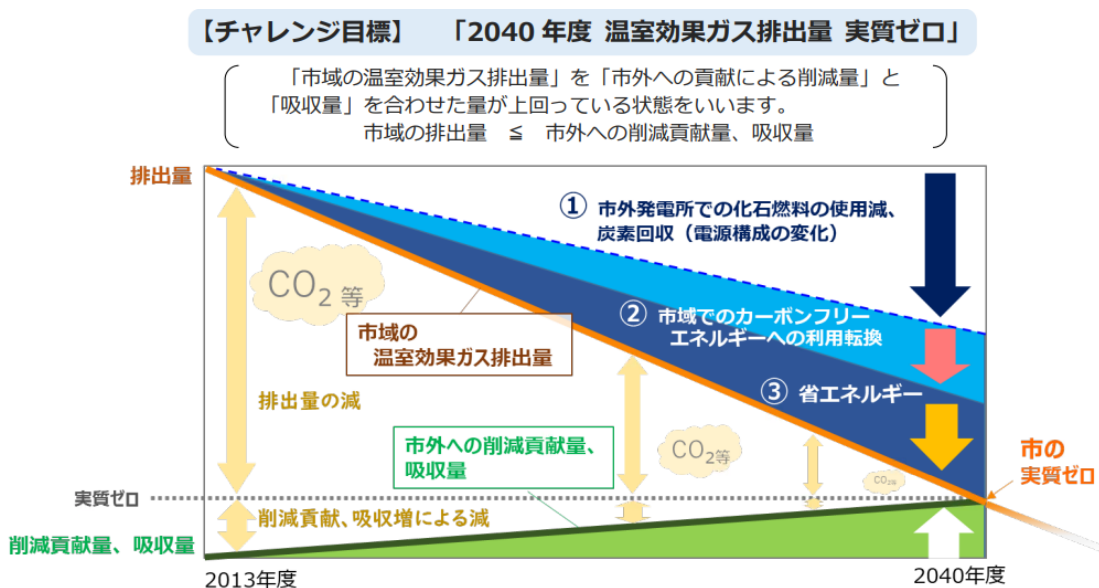 【チャレンジ目標】 「2040 年度 温室効果ガス排出量 実質ゼロ」
「市域の温室効果ガス排出量」を「市外への貢献による削減量」と
「吸収量」を合わせた量が上回っている状態をいいます。
市域の排出量 ≦ 市外への削減貢献量、吸収量
排出量
① 市外発電所での化石燃料の使用減、
炭素回収（電源構成の変化）
CO2 等
② 市域でのカーボンフリー
エネルギーへの利用転換
市域の
温室効果ガス排出量
③ 省エネルギー
排出量の減
市外への削減貢献量、
吸収量
CO2等
CO2等
市の
実質ゼロ
実質ゼロ
削減貢献、吸収増による減
削減貢献量、吸収量
2013年度
2040年度